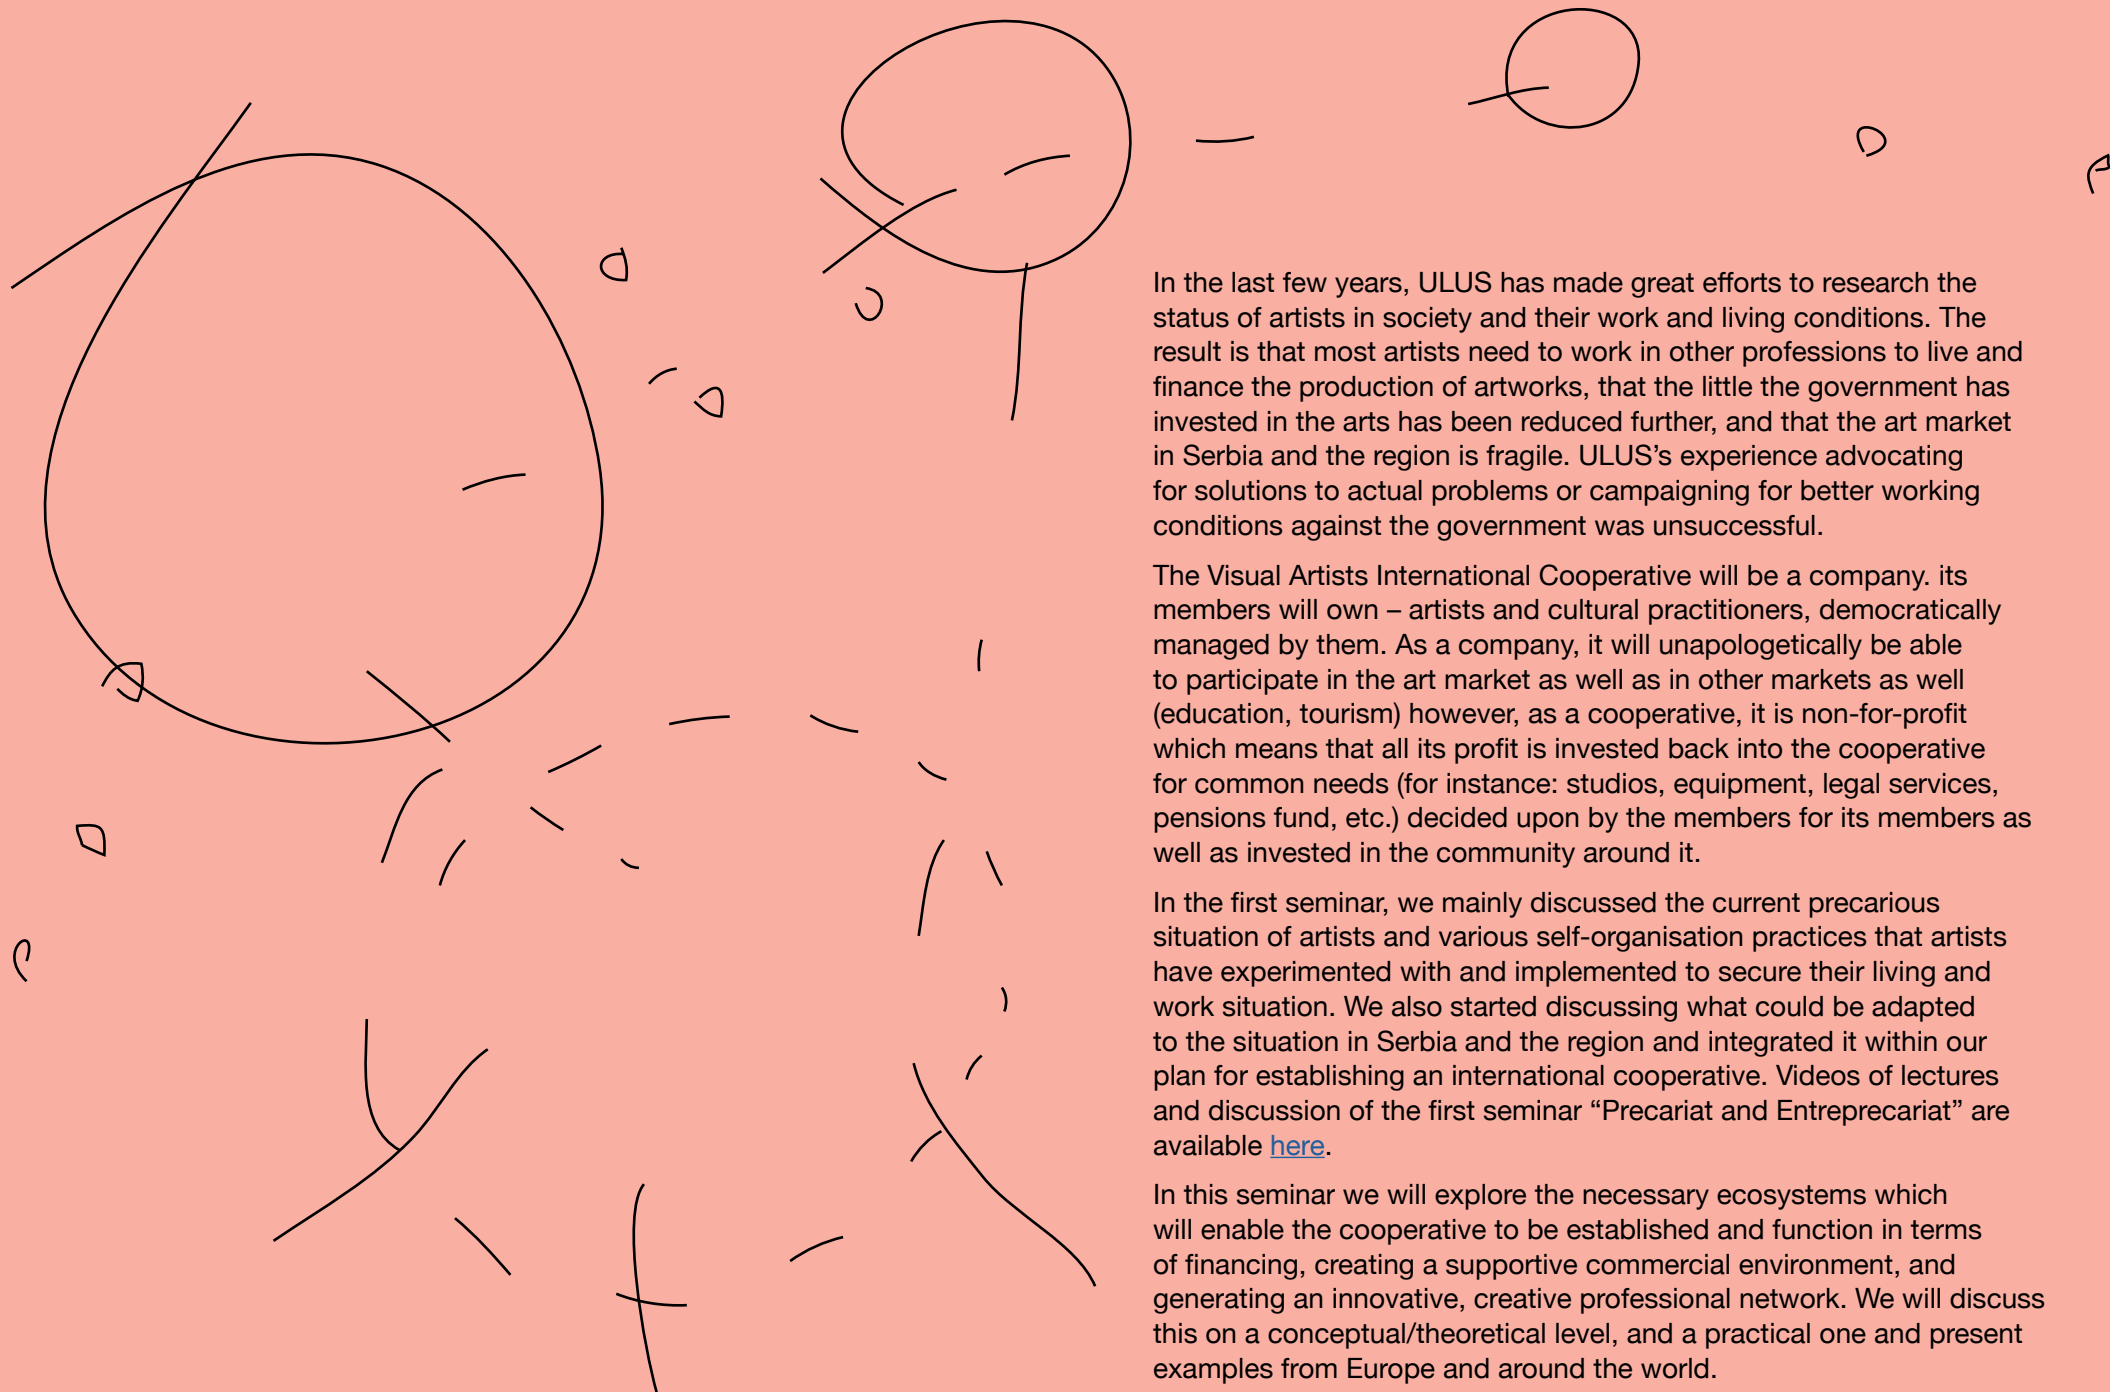 In the last few years, ULUS has made great efforts to research the
status of artists in society and their work and living conditions. The
result is that most artists need to work in other professions to live and
finance the production of artworks, that the little the government has
invested in the arts has been reduced further, and that the art market
in Serbia and the region is fragile. ULUS’s experience advocating
for solutions to actual problems or campaigning for better working
conditions against the government was unsuccessful.
The Visual Artists International Cooperative will be a company. its
members will own – artists and cultural practitioners, democratically
managed by them. As a company, it will unapologetically be able
to participate in the art market as well as in other markets as well
(education, tourism) however, as a cooperative, it is non-for-profit
which means that all its profit is invested back into the cooperative
for common needs (for instance: studios, equipment, legal services,
pensions fund, etc.) decided upon by the members for its members as
well as invested in the community around it.
In the first seminar, we mainly discussed the current precarious
situation of artists and various self-organisation practices that artists
have experimented with and implemented to secure their living and
work situation. We also started discussing what could be adapted
to the situation in Serbia and the region and integrated it within our
plan for establishing an international cooperative. Videos of lectures
and discussion of the first seminar “Precariat and Entreprecariat” are
available here.
In this seminar we will explore the necessary ecosystems which
will enable the cooperative to be established and function in terms
of financing, creating a supportive commercial environment, and
generating an innovative, creative professional network. We will discuss
this on a conceptual/theoretical level, and a practical one and present
examples from Europe and around the world.